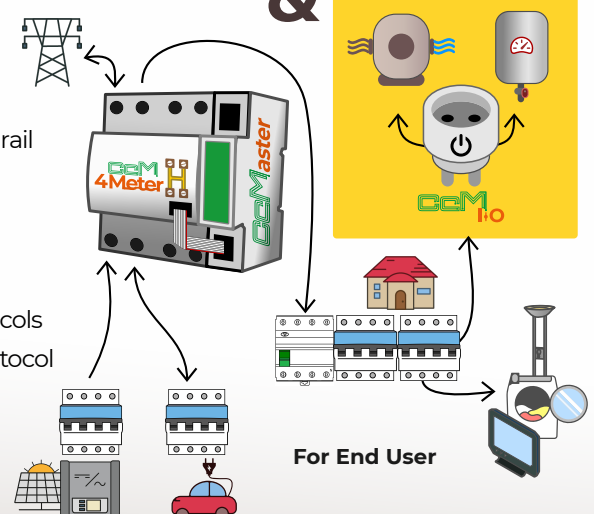 &
rail
CcM
4Meter
CcMaster
CcM
I·O
cols
tocol
For End User